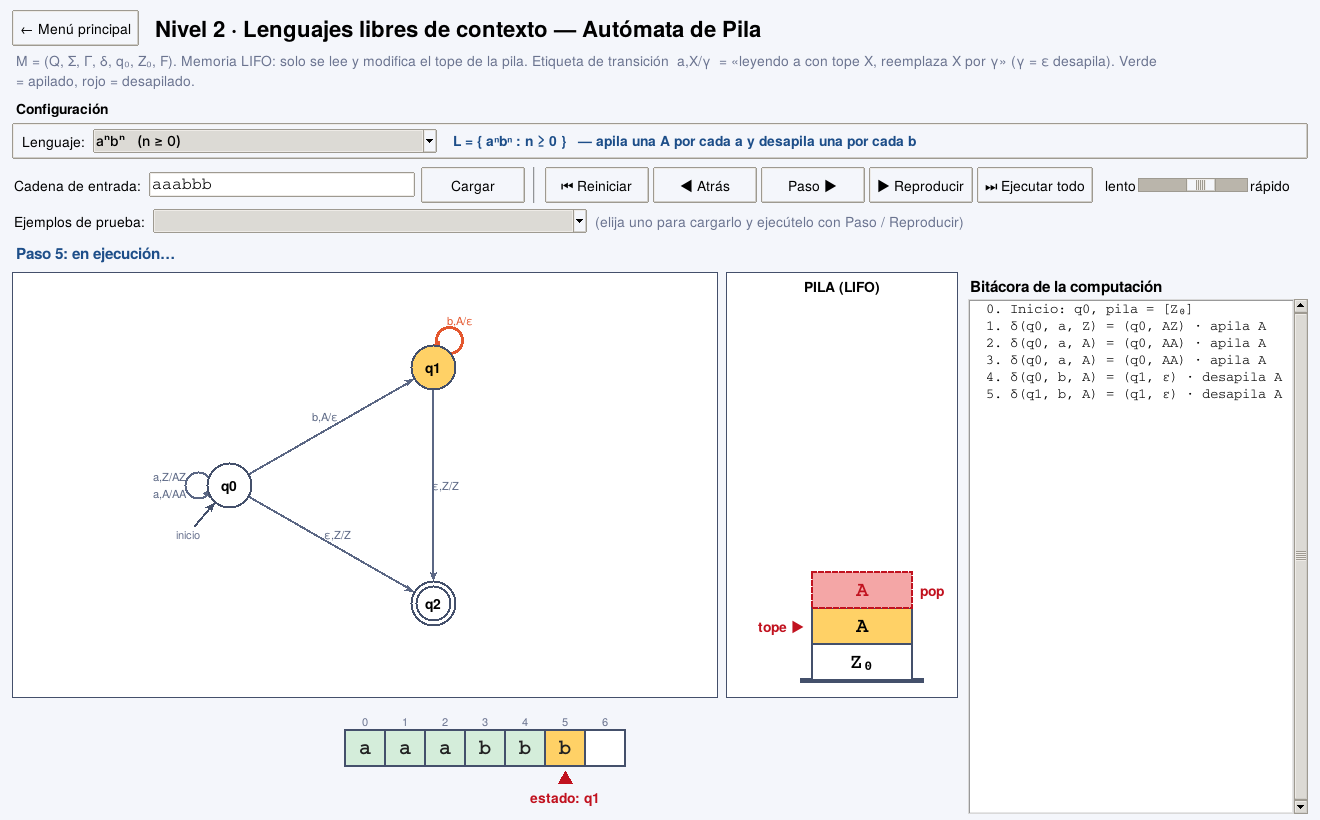 ← Menú principal
Nivel 2 · Lenguajes libres de contexto — Autómata de Pila
M = (Q, Σ, Γ, δ, q₀, Z₀, F). Memoria LIFO: solo se lee y modifica el tope de la pila. Etiqueta de transición a,X/γ = «leyendo a con tope X, reemplaza X por γ» (γ = ε desapila). Verde
= apilado, rojo = desapilado.
Configuración
Lenguaje: aⁿbⁿ (n ≥ 0)
L = { aⁿbⁿ : n ≥ 0 } — apila una A por cada a y desapila una por cada b
Cadena de entrada: aaabbb
Cargar
⏮ Reiniciar
◀ Atrás
Paso ▶
▶ Reproducir
⏭ Ejecutar todo
lento
rápido
Ejemplos de prueba:
(elija uno para cargarlo y ejecútelo con Paso / Reproducir)
Paso 5: en ejecución…
b,A/ε
q1
b,A/ε
a,Z/AZ
a,A/AA
q0
ε,Z/Z
inicio
ε,Z/Z
q2
PILA (LIFO)
A pop
tope ▶ A
Z₀
Bitácora de la computación
0. Inicio: q0, pila = [Z₀]
1. δ(q0, a, Z) = (q0, AZ) · apila A
2. δ(q0, a, A) = (q0, AA) · apila A
3. δ(q0, a, A) = (q0, AA) · apila A
4. δ(q0, b, A) = (q1, ε) · desapila A
5. δ(q1, b, A) = (q1, ε) · desapila A
0 1 2 3 4 5 6
a a a b b b
estado: q1